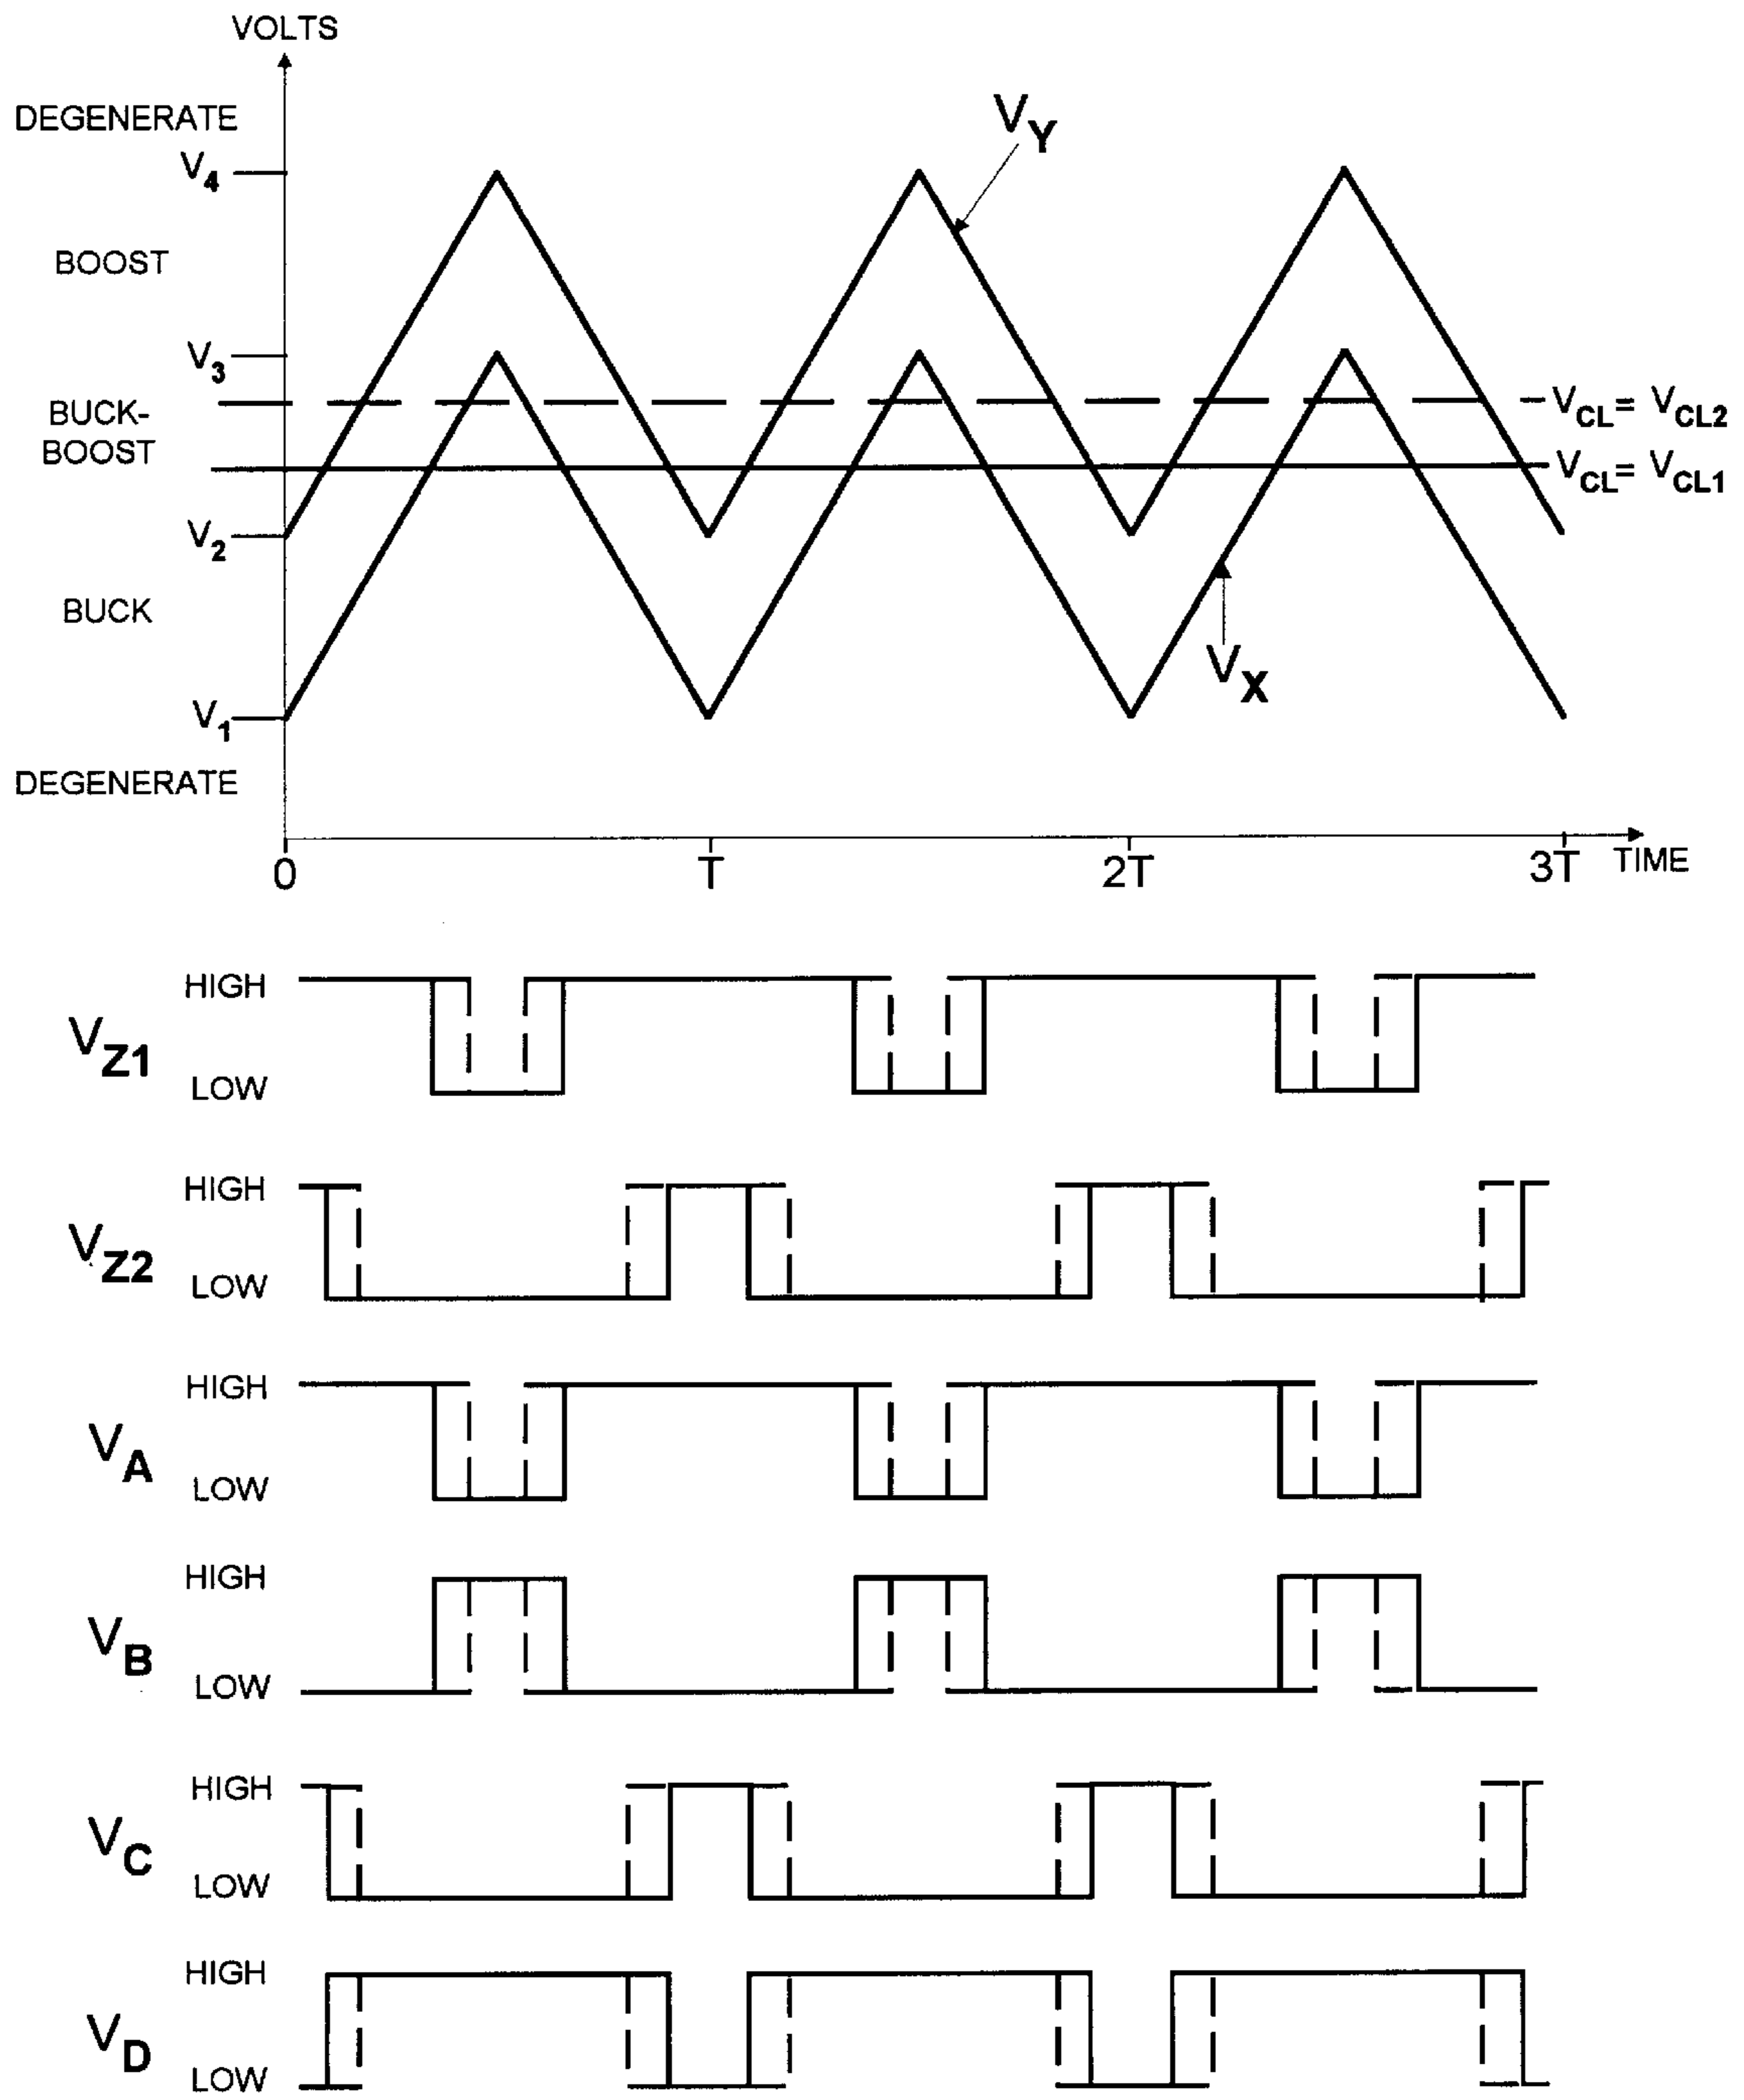 VOLTS
DEGENERATE
V4
VY
BOOST
V3
BUCK-
BOOST
VCL= VCL2
VCL= VCL1
V2
BUCK
VX
V1
DEGENERATE
0
T
2T
3T
TIME
HIGH
VZ1
LOW
HIGH
VZ2
LOW
HIGH
VA
LOW
HIGH
VB
LOW
HIGH
VC
LOW
HIGH
VD
LOW